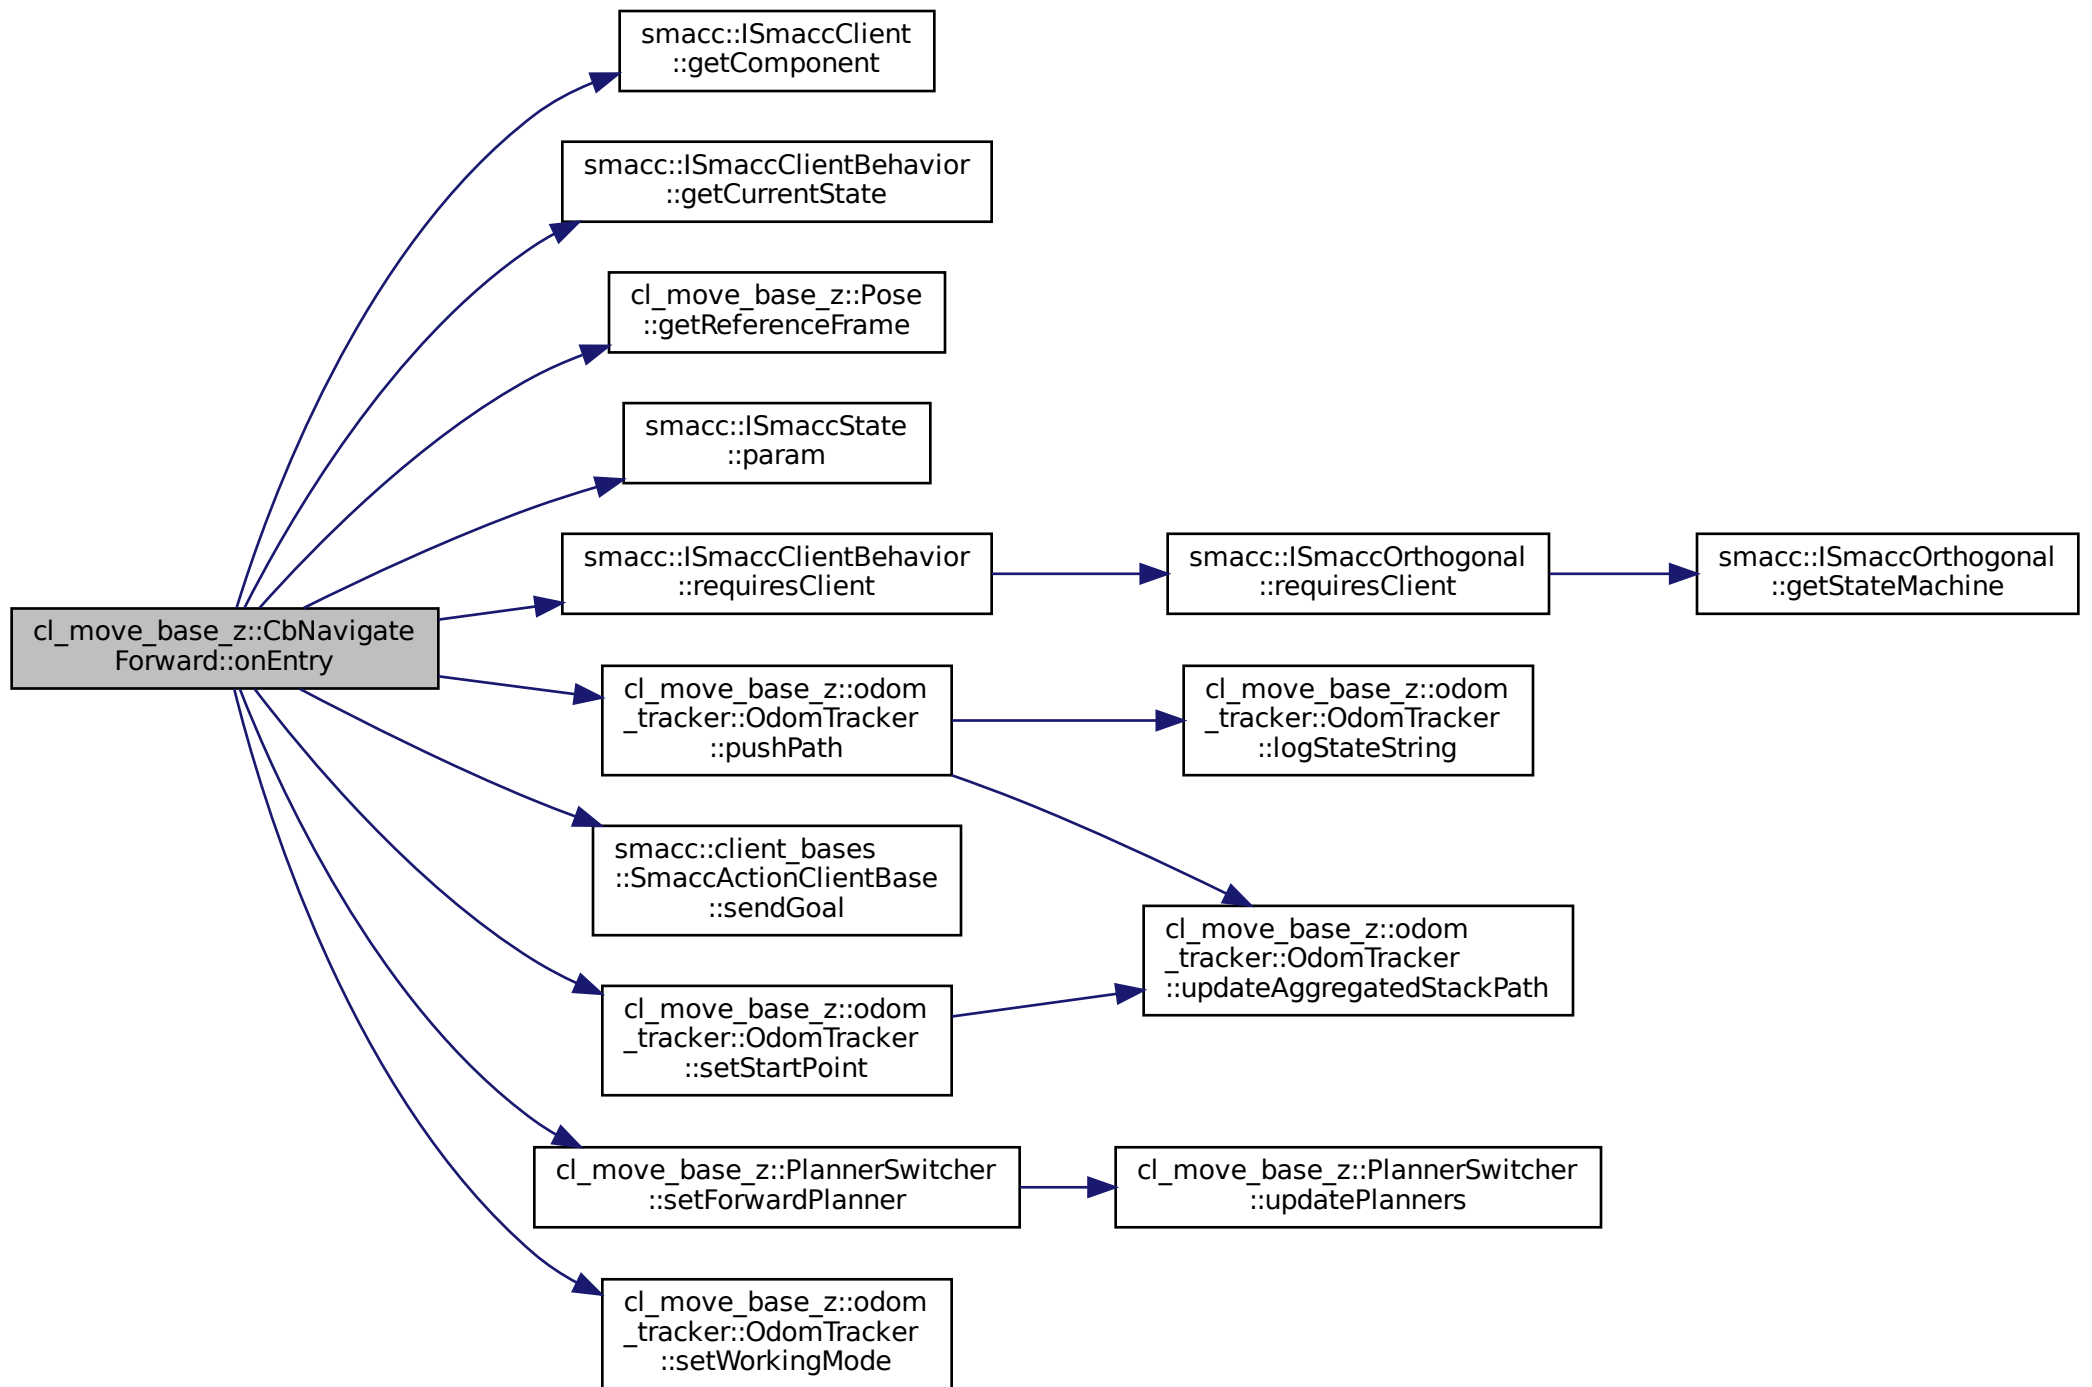 smacc::ISmaccClient
::getComponent
smacc::ISmaccClientBehavior
::getCurrentState
cl_move_base_z::Pose
::getReferenceFrame
smacc::ISmaccState
::param
smacc::ISmaccClientBehavior
::requiresClient
smacc::ISmaccOrthogonal
::requiresClient
smacc::ISmaccOrthogonal
::getStateMachine
cl_move_base_z::CbNavigate
Forward::onEntry
cl_move_base_z::odom
_tracker::OdomTracker
::pushPath
cl_move_base_z::odom
_tracker::OdomTracker
::logStateString
smacc::client_bases
::SmaccActionClientBase
::sendGoal
cl_move_base_z::odom
_tracker::OdomTracker
::updateAggregatedStackPath
cl_move_base_z::odom
_tracker::OdomTracker
::setStartPoint
cl_move_base_z::PlannerSwitcher
::setForwardPlanner
cl_move_base_z::PlannerSwitcher
::updatePlanners
cl_move_base_z::odom
_tracker::OdomTracker
::setWorkingMode